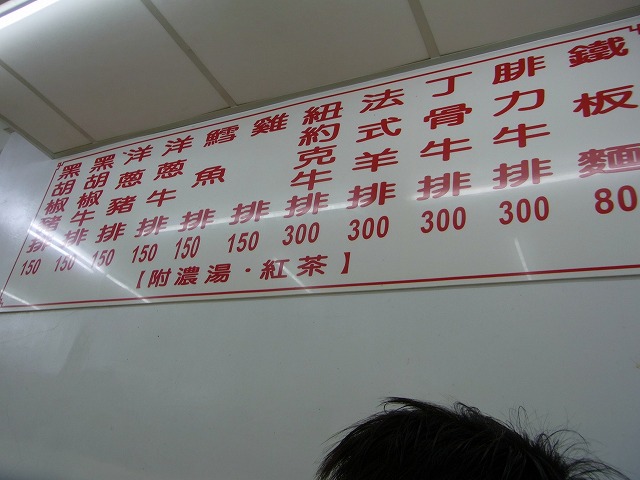 鐵板麵 80
腓力牛排 300
丁骨牛排 300
法式羊排 300
紐約克牛排 300
雞排 150
鱈魚排 150
洋蔥牛排 150
洋蔥豬排 150
黑胡椒牛排 150
黑胡椒豬排 150
【附濃湯·紅茶】